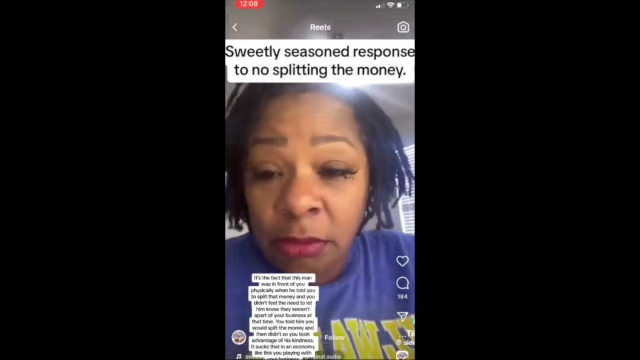 12:08
Reels
Sweetly seasoned response
to no splitting the money.
It's the fact that this man
was in front of you
physically when he told you
to split that money and you
didn't feel the need to let
him know they weren't
apart of your business at
that time. You told him you
would split the money and
then didn't so you took
advantage of his kindness.
It sucks that in an economy
like this you playing with
Follow
184